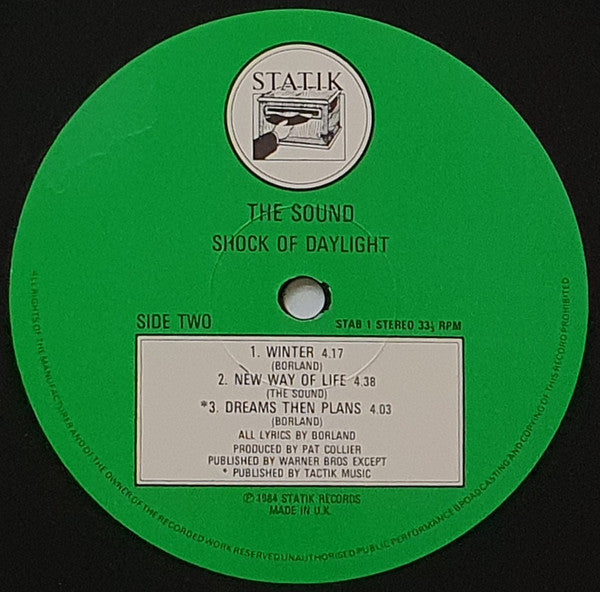 STATIK
THE SOUND
SHOCK OF DAYLIGHT
SIDE TWO
STAB 1 STEREO 33⅓ RPM
1. WINTER 4.17
(BORLAND)
2. NEW WAY OF LIFE 4.38
(THE SOUND)
*3. DREAMS THEN PLANS 4.03
(BORLAND)
ALL LYRICS BY BORLAND
PRODUCED BY PAT COLLIER
PUBLISHED BY WARNER BROS EXCEPT
* PUBLISHED BY TACTIK MUSIC
℗ 1984 STATIK RECORDS
MADE IN U.K.
ALL RIGHTS OF THE MANUFACTURER AND OF THE OWNER OF THE RECORDED WORK RESERVED UNAUTHORISED PUBLIC PERFORMANCE BROADCASTING AND COPYING OF THIS RECORD PROHIBITED